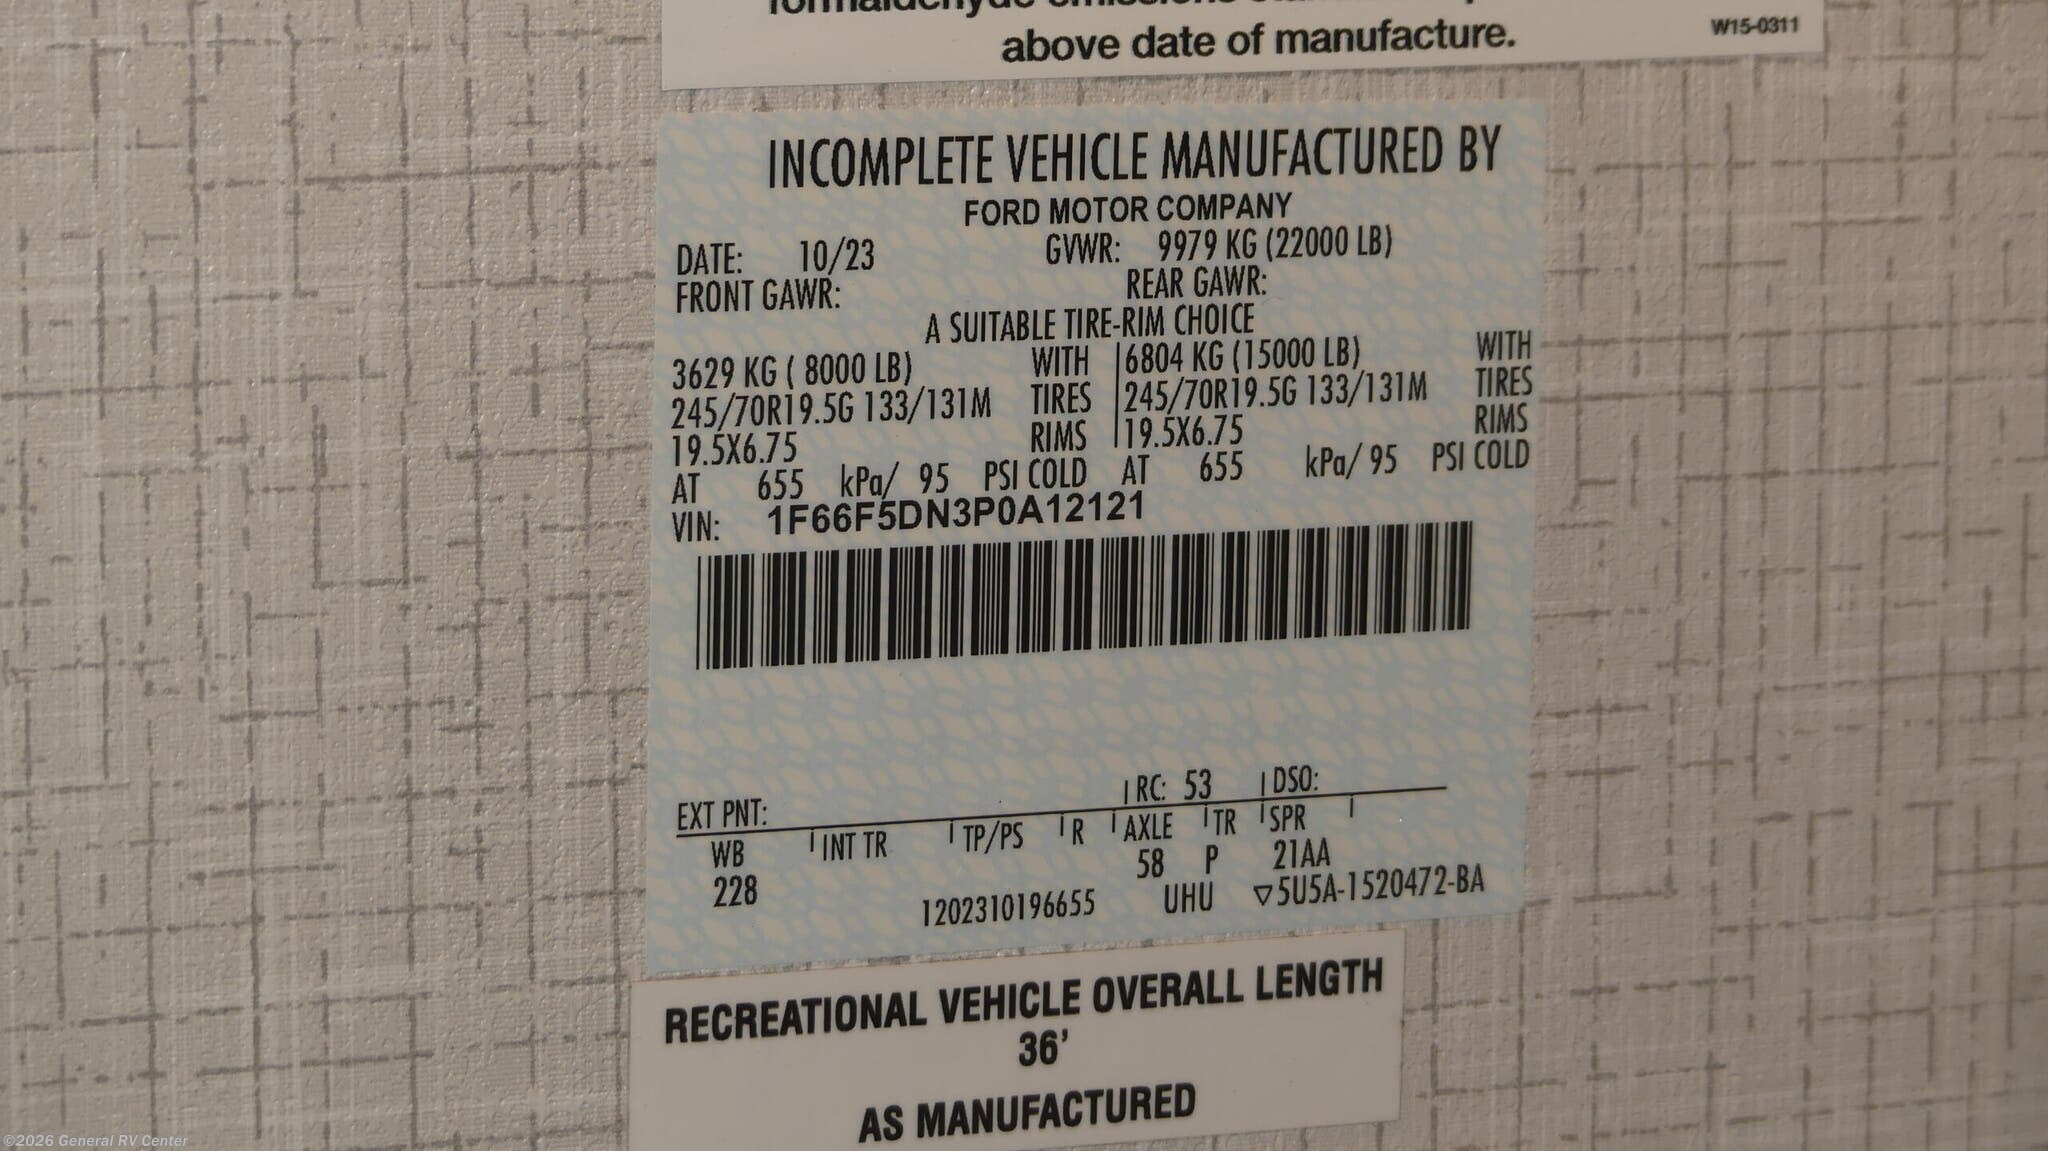 above date of manufacture.
W15-0311
INCOMPLETE VEHICLE MANUFACTURED BY
FORD MOTOR COMPANY
DATE: 10/23 GVWR: 9979 KG (22000 LB)
FRONT GAWR: REAR GAWR:
A SUITABLE TIRE-RIM CHOICE
3629 KG ( 8000 LB) WITH 6804 KG (15000 LB) WITH
245/70R19.5G 133/131M TIRES 245/70R19.5G 133/131M TIRES
19.5X6.75 RIMS 19.5X6.75 RIMS
AT 655 kPa/ 95 PSI COLD AT 655 kPa/ 95 PSI COLD
VIN: 1F66F5DN3P0A12121
EXT PNT: RC: 53 DSO:
WB INT TR TP/PS R AXLE TR SPR
228 58 P 21AA
1202310196655 UHU ▽5U5A-1520472-BA
RECREATIONAL VEHICLE OVERALL LENGTH
36'
AS MANUFACTURED
©2026 General RV Center